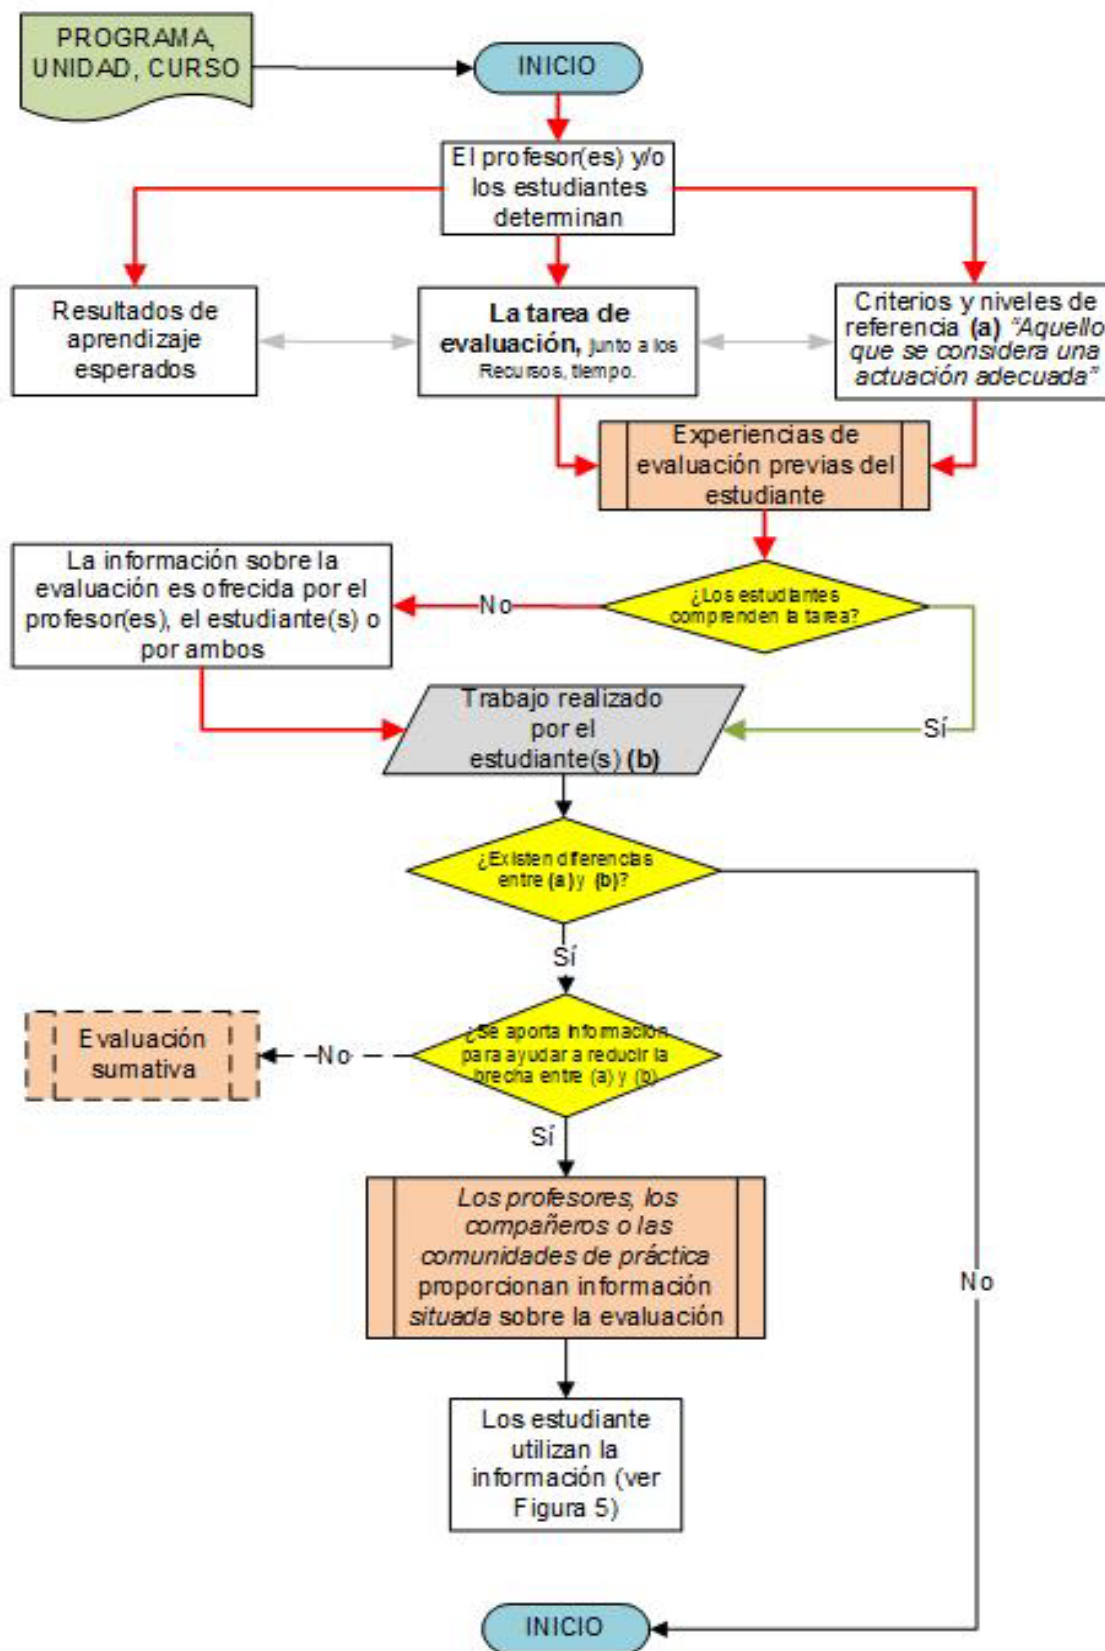 PROGRAMA,
UNIDAD, CURSO
INICIO
El profesor(es) y/o
los estudiantes
determinan
Resultados de
aprendizaje
esperados
La tarea de
evaluación, junto a los
Recursos, tiempo.
Criterios y niveles de
referencia (a) "Aquello
que se considera una
actuación adecuada"
Experiencias de
evaluación previas del
estudiante
La información sobre la
evaluación es ofrecida por el
profesor(es), el estudiante(s) o
por ambos
No
¿Los estudiantes
comprenden la tarea?
Sí
Trabajo realizado
por el
estudiante(s) (b)
¿Existen diferencias
entre (a) y (b)?
Sí
Evaluación
sumativa
No
¿Se aporta información
para ayudar a reducir la
brecha entre (a) y (b)
Sí
Los profesores, los
compañeros o las
comunidades de práctica
proporcionan información
situada sobre la evaluación
No
Los estudiante
utilizan la
información (ver
Figura 5)
INICIO